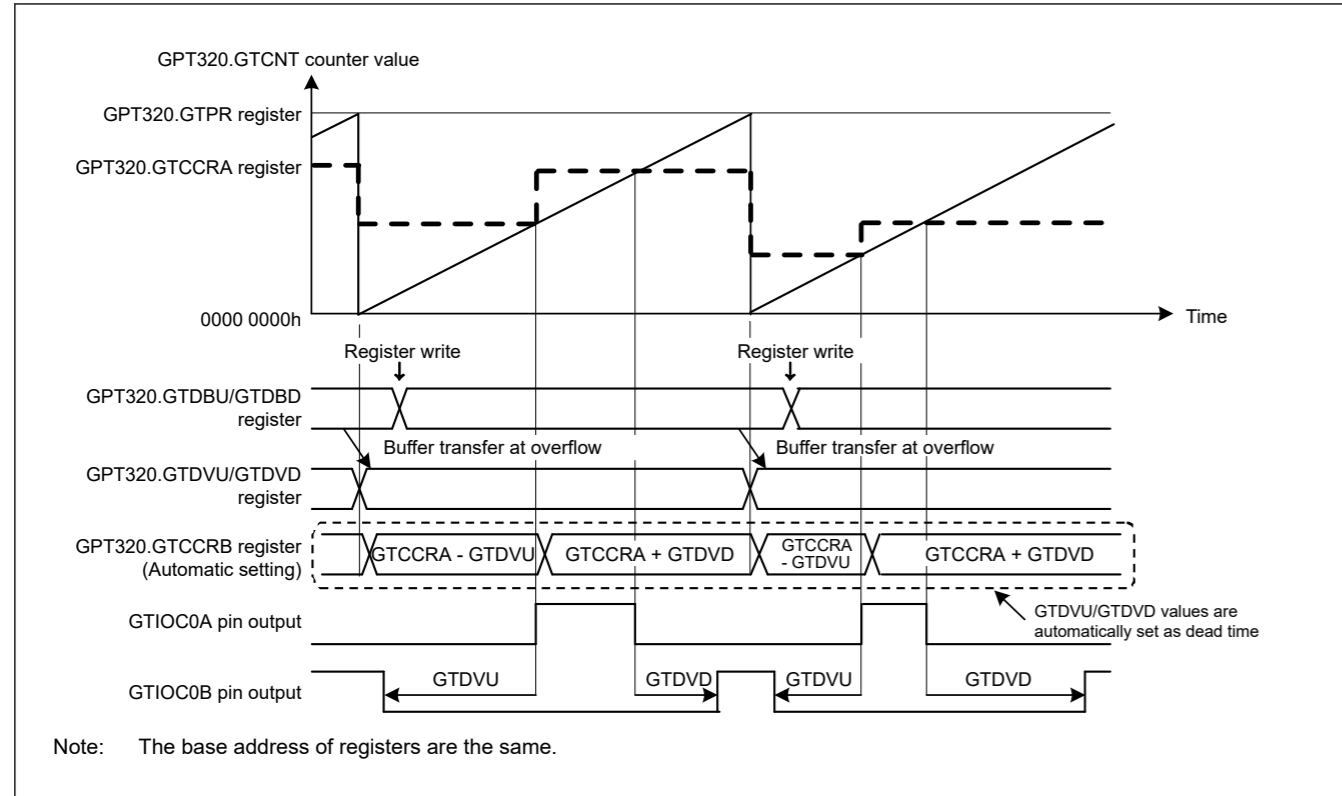 GPT320.GTCNT counter value
GPT320.GTPR register
GPT320.GTCCRA register
0000 0000h
Time
Register write
Register write
GPT320.GTDBU/GTDBD
register
Buffer transfer at overflow
Buffer transfer at overflow
GPT320.GTDVU/GTDVD
register
GPT320.GTCCRB register
(Automatic setting)
GTCCRA - GTDVU
GTCCRA + GTDVD
GTCCRA
- GTDVU
GTCCRA + GTDVD
GTIOC0A pin output
GTDVU/GTDVD values are
automatically set as dead time
GTIOC0B pin output
GTDVU
GTDVD
GTDVU
GTDVD
Note: The base address of registers are the same.